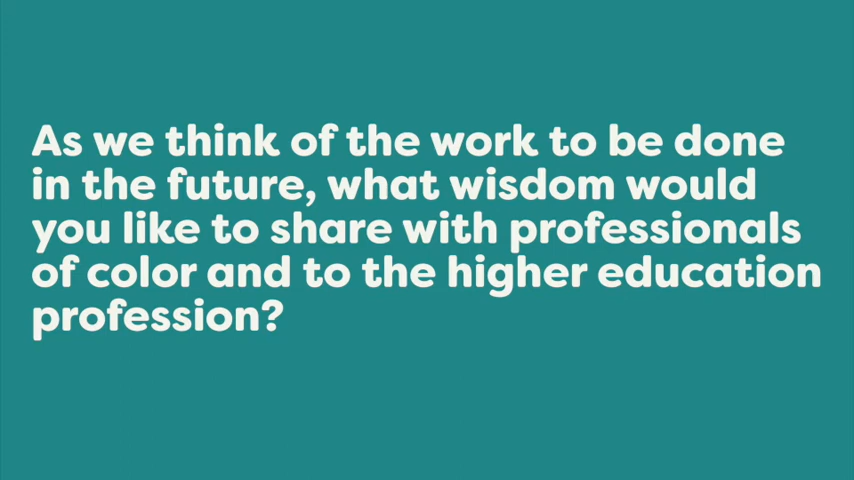 As we think of the work to be done
in the future, what wisdom would
you like to share with professionals
of color and to the higher education
profession?